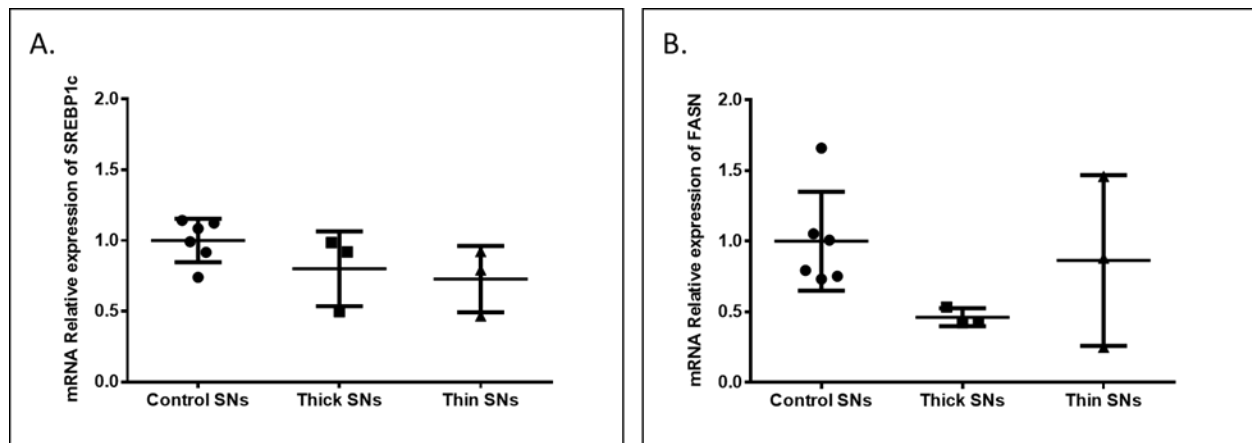 A.
mRNA Relative expression of SREBP1c
2.0
1.5
1.0
0.5
0.0
Control SNs Thick SNs Thin SNs
B.
mRNA Relative expression of FASN
2.0
1.5
1.0
0.5
0.0
Control SNs Thick SNs Thin SNs